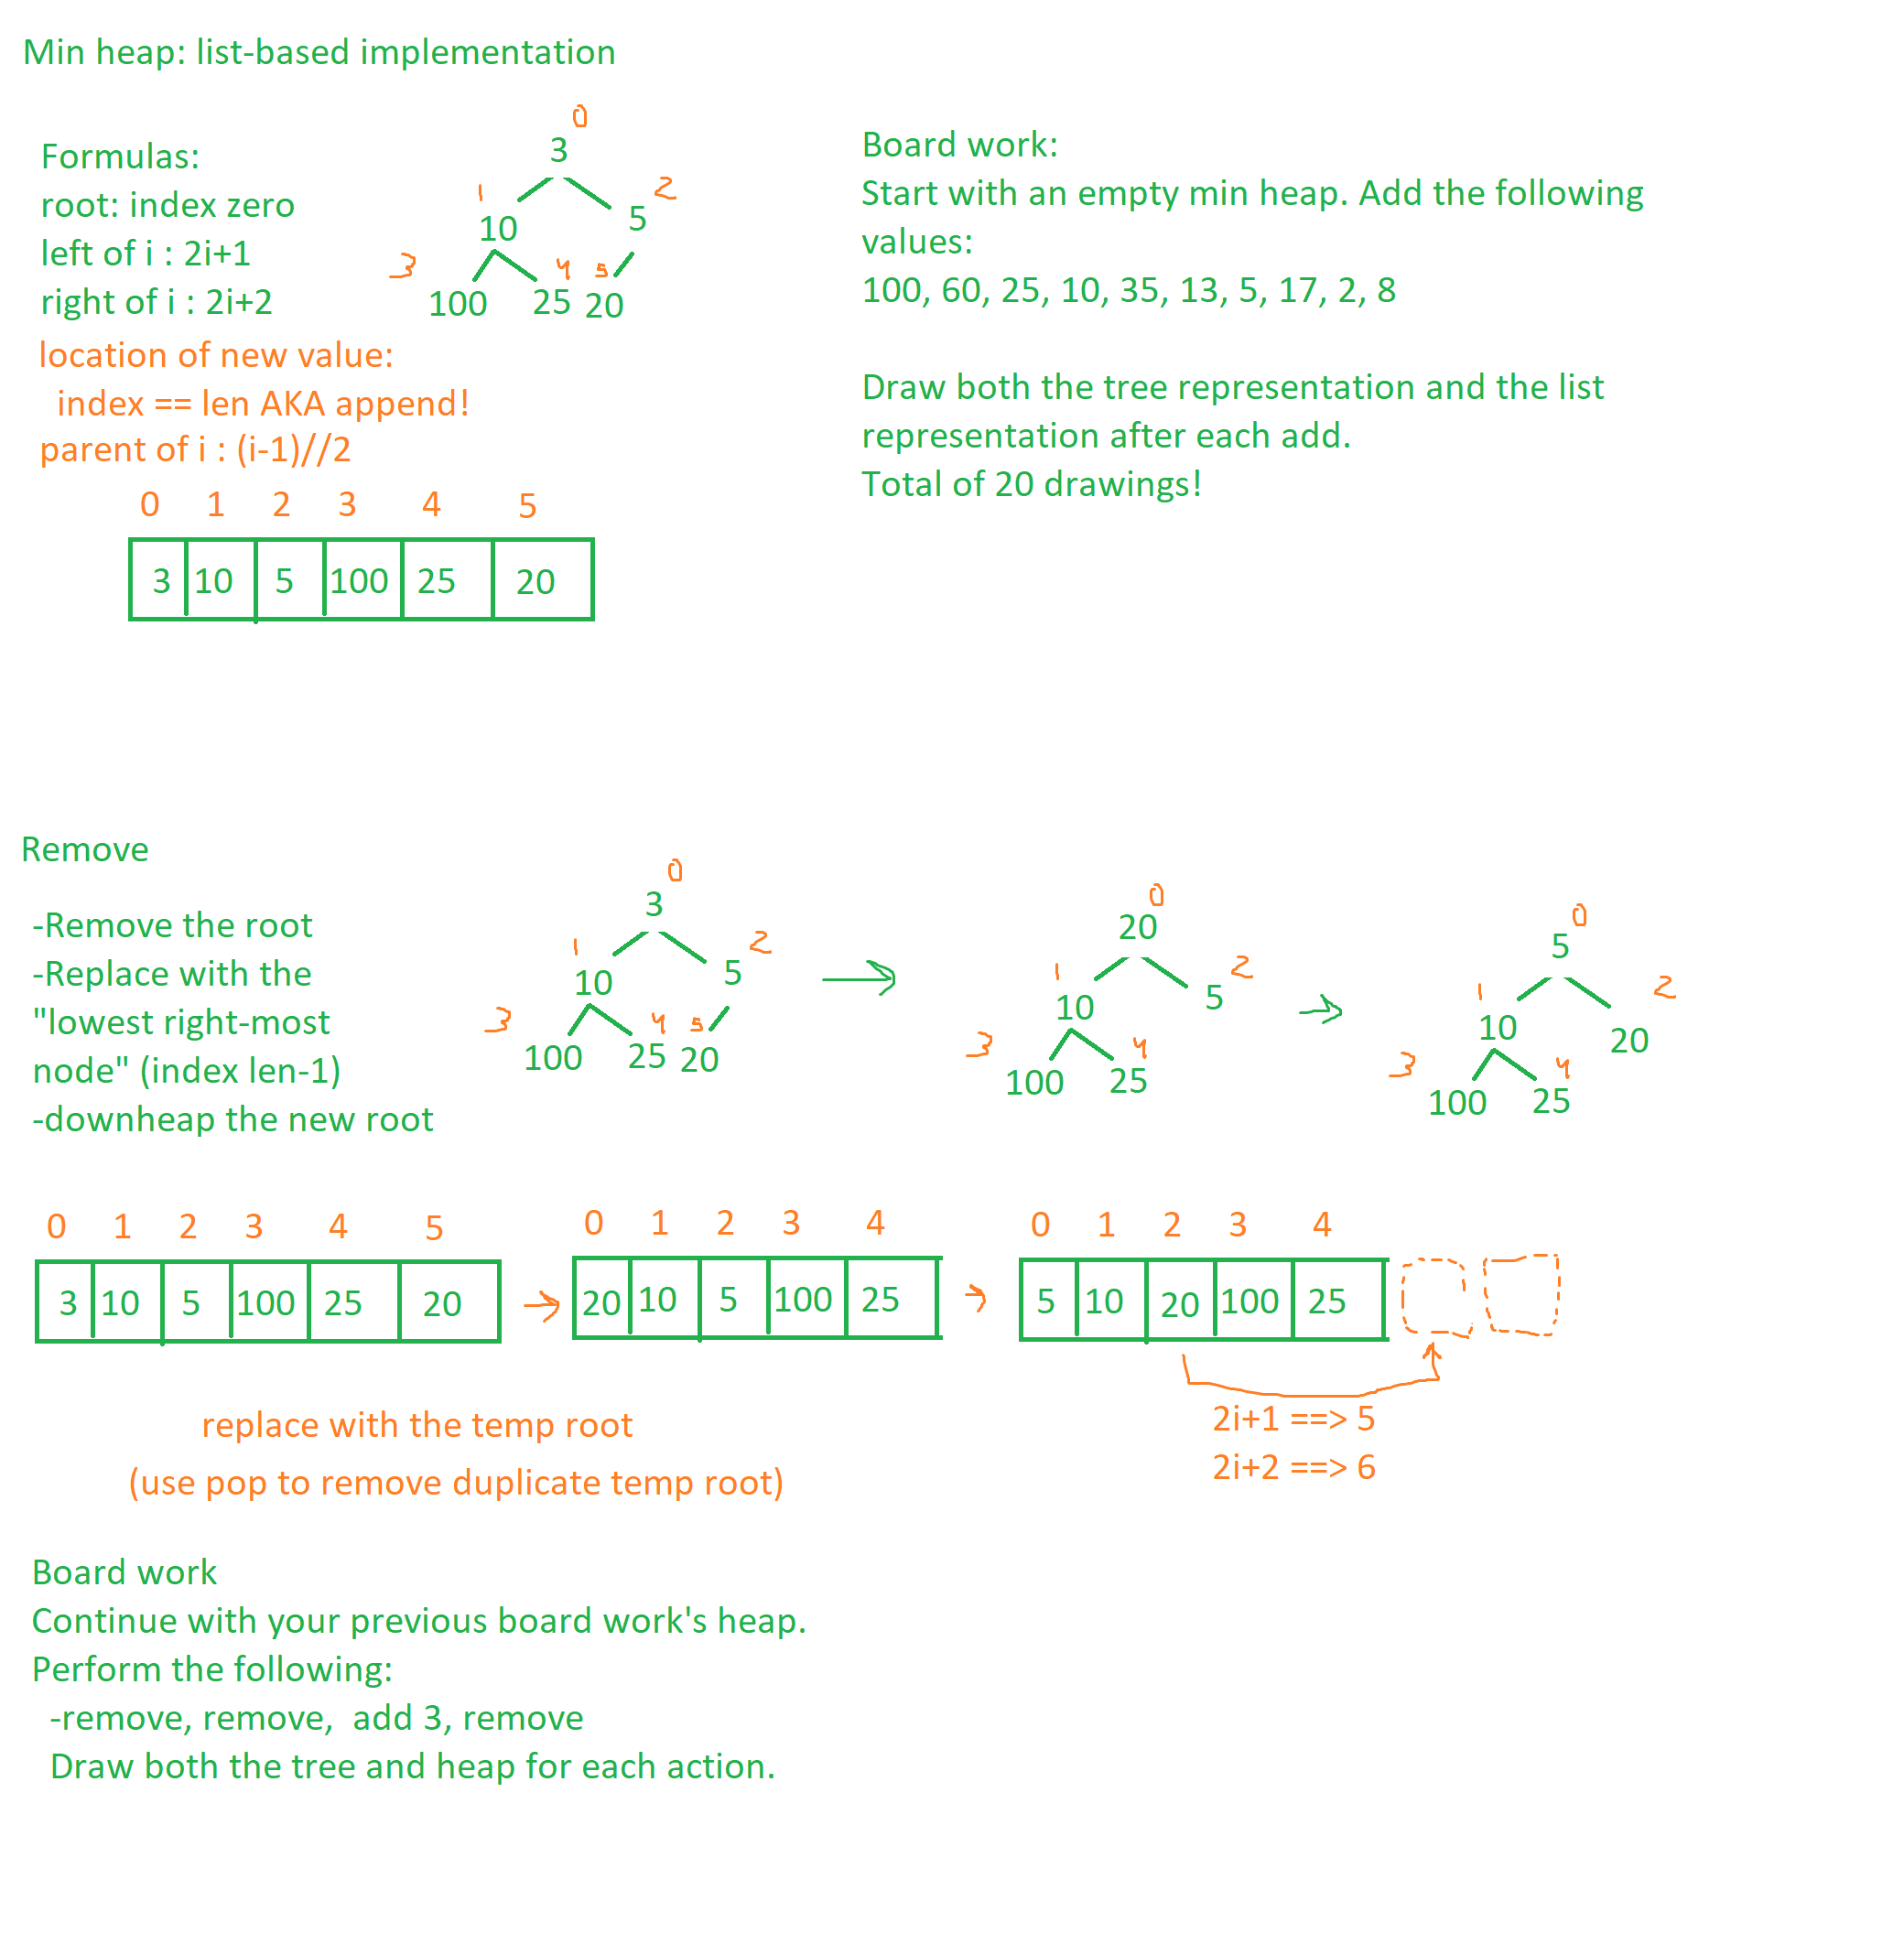 Min heap: list-based implementation
Formulas:
root: index zero
left of i : 2i+1
right of i : 2i+2
location of new value:
index == len AKA append!
parent of i : (i-1)//2
0
3
1 2
10 5
3 4 5
100 25 20
0 1 2 3 4 5
3 10 5 100 25 20
Board work:
Start with an empty min heap. Add the following
values:
100, 60, 25, 10, 35, 13, 5, 17, 2, 8
Draw both the tree representation and the list
representation after each add.
Total of 20 drawings!
Remove
-Remove the root
-Replace with the
"lowest right-most
node" (index len-1)
-downheap the new root
0
3
1 2
10 5
3 4 5
100 25 20
0
20
1 2
10 5
3 4
100 25
0
5
1 2
10 20
3 4
100 25
0 1 2 3 4 5
3 10 5 100 25 20
0 1 2 3 4
20 10 5 100 25
0 1 2 3 4
5 10 20 100 25
replace with the temp root
(use pop to remove duplicate temp root)
2i+1 ==> 5
2i+2 ==> 6
Board work
Continue with your previous board work's heap.
Perform the following:
-remove, remove, add 3, remove
Draw both the tree and heap for each action.